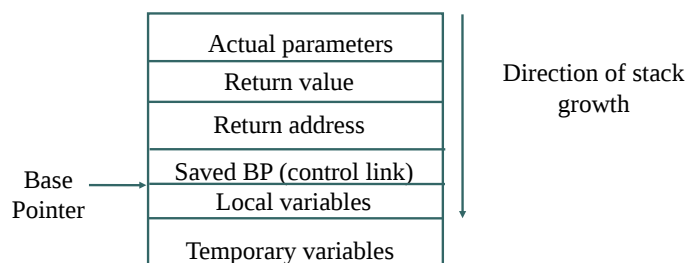 Actual parameters
Return value
Return address
Saved BP (control link)
Local variables
Temporary variables
Base
Pointer
Direction of stack
growth